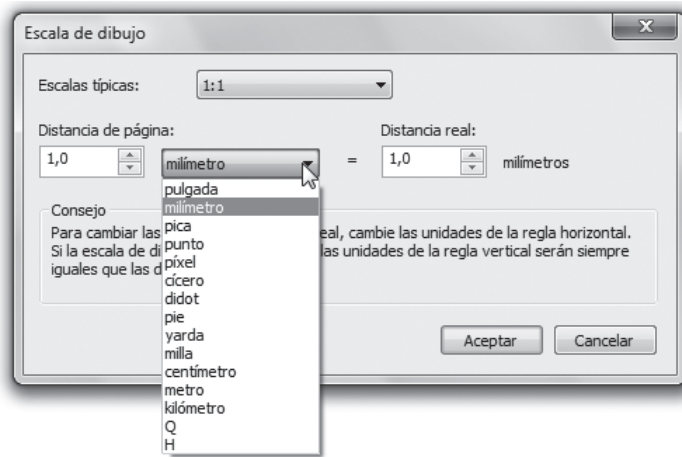 Escala de dibujo
Escalas típicas: 1:1
Distancia de página: Distancia real:
1,0 milímetro = 1,0 milímetros
pulgada
milímetro
pica
punto
píxel
cícero
didot
pie
yarda
milla
centímetro
metro
kilómetro
Q
H
Consejo
Para cambiar las eal, cambie las unidades de la regla horizontal.
Si la escala de di las unidades de la regla vertical serán siempre
iguales que las d
Aceptar Cancelar